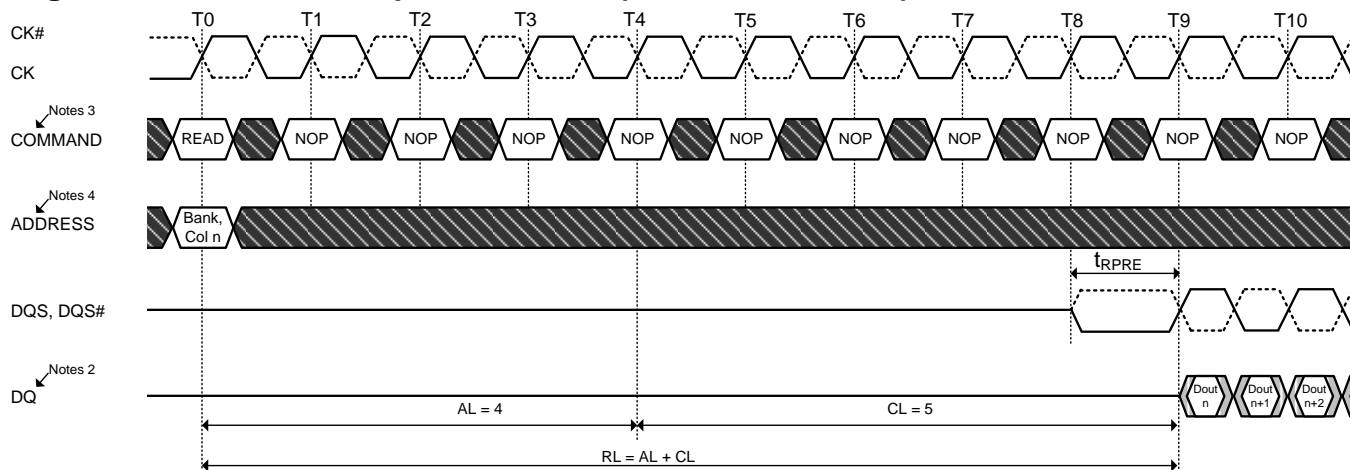 T0 T1 T2 T3 T4 T5 T6 T7 T8 T9 T10
CK#
CK
Notes 3
COMMAND
READ NOP NOP NOP NOP NOP NOP NOP NOP NOP NOP
Notes 4
ADDRESS
Bank,
Col n
tRPRE
DQS, DQS#
Notes 2
DQ
Dout
n
Dout
n+1
Dout
n+2
AL = 4
CL = 5
RL = AL + CL